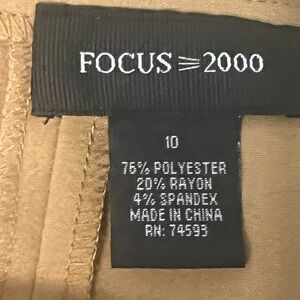 FOCUS 2000
10
76% POLYESTER
20% RAYON
4% SPANDEX
MADE IN CHINA
RN: 74593